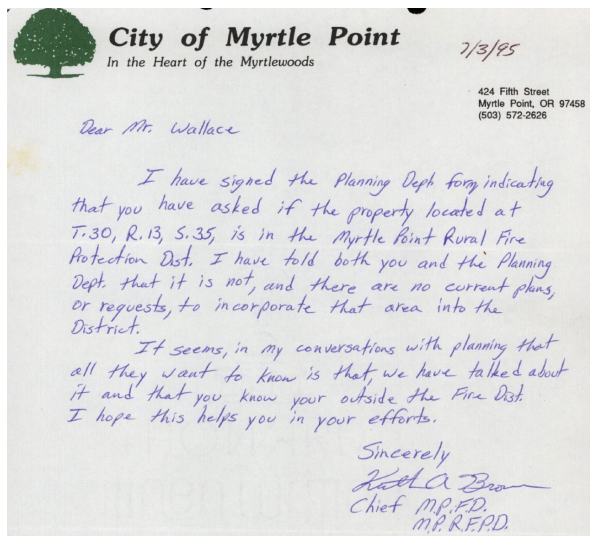 City of Myrtle Point
In the Heart of the Myrtlewoods
7/3/95
424 Fifth Street
Myrtle Point, OR 97458
(503) 572-2626
Dear Mr. Wallace
I have signed the Planning Dept. form, indicating
that you have asked if the property located at
T.30, R.13, S.35, is in the Myrtle Point Rural Fire
Protection Dist. I have told both you and the Planning
Dept. that it is not, and there are no current plans,
or requests, to incorporate that area into the
District.
It seems, in my conversations with planning that
all they want to know is that, we have talked about
it and that you know your outside the Fire Dist.
I hope this helps you in your efforts.
Sincerely
A Brown
Chief M.P.F.D.
M.P.R.F.P.D.